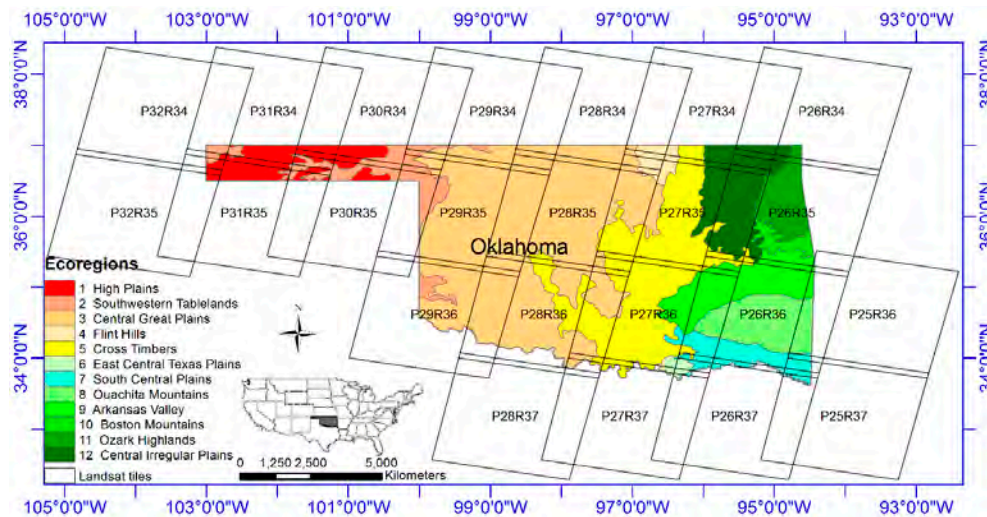 105°0'0"W 103°0'0"W 101°0'0"W 99°0'0"W 97°0'0"W 95°0'0"W 93°0'0"W
38°0'0"N 38°0'0"N
P32R34 P31R34 P30R34 P29R34 P28R34 P27R34 P26R34
36°0'0"N 36°0'0"N
P32R35 P31R35 P30R35 P29R35 P28R35 P27R35 P26R35
Oklahoma
Ecoregions
1 High Plains
2 Southwestern Tablelands
3 Central Great Plains
4 Flint Hills
5 Cross Timbers
6 East Central Texas Plains
7 South Central Plains
8 Ouachita Mountains
9 Arkansas Valley
10 Boston Mountains
11 Ozark Highlands
12 Central Irregular Plains
Landsat tiles
N
P29R36 P28R36 P27R36 P26R36 P25R36
34°0'0"N 34°0'0"N
P28R37 P27R37 P26R37 P25R37
0 1,250 2,500 5,000
Kilometers
105°0'0"W 103°0'0"W 101°0'0"W 99°0'0"W 97°0'0"W 95°0'0"W 93°0'0"W